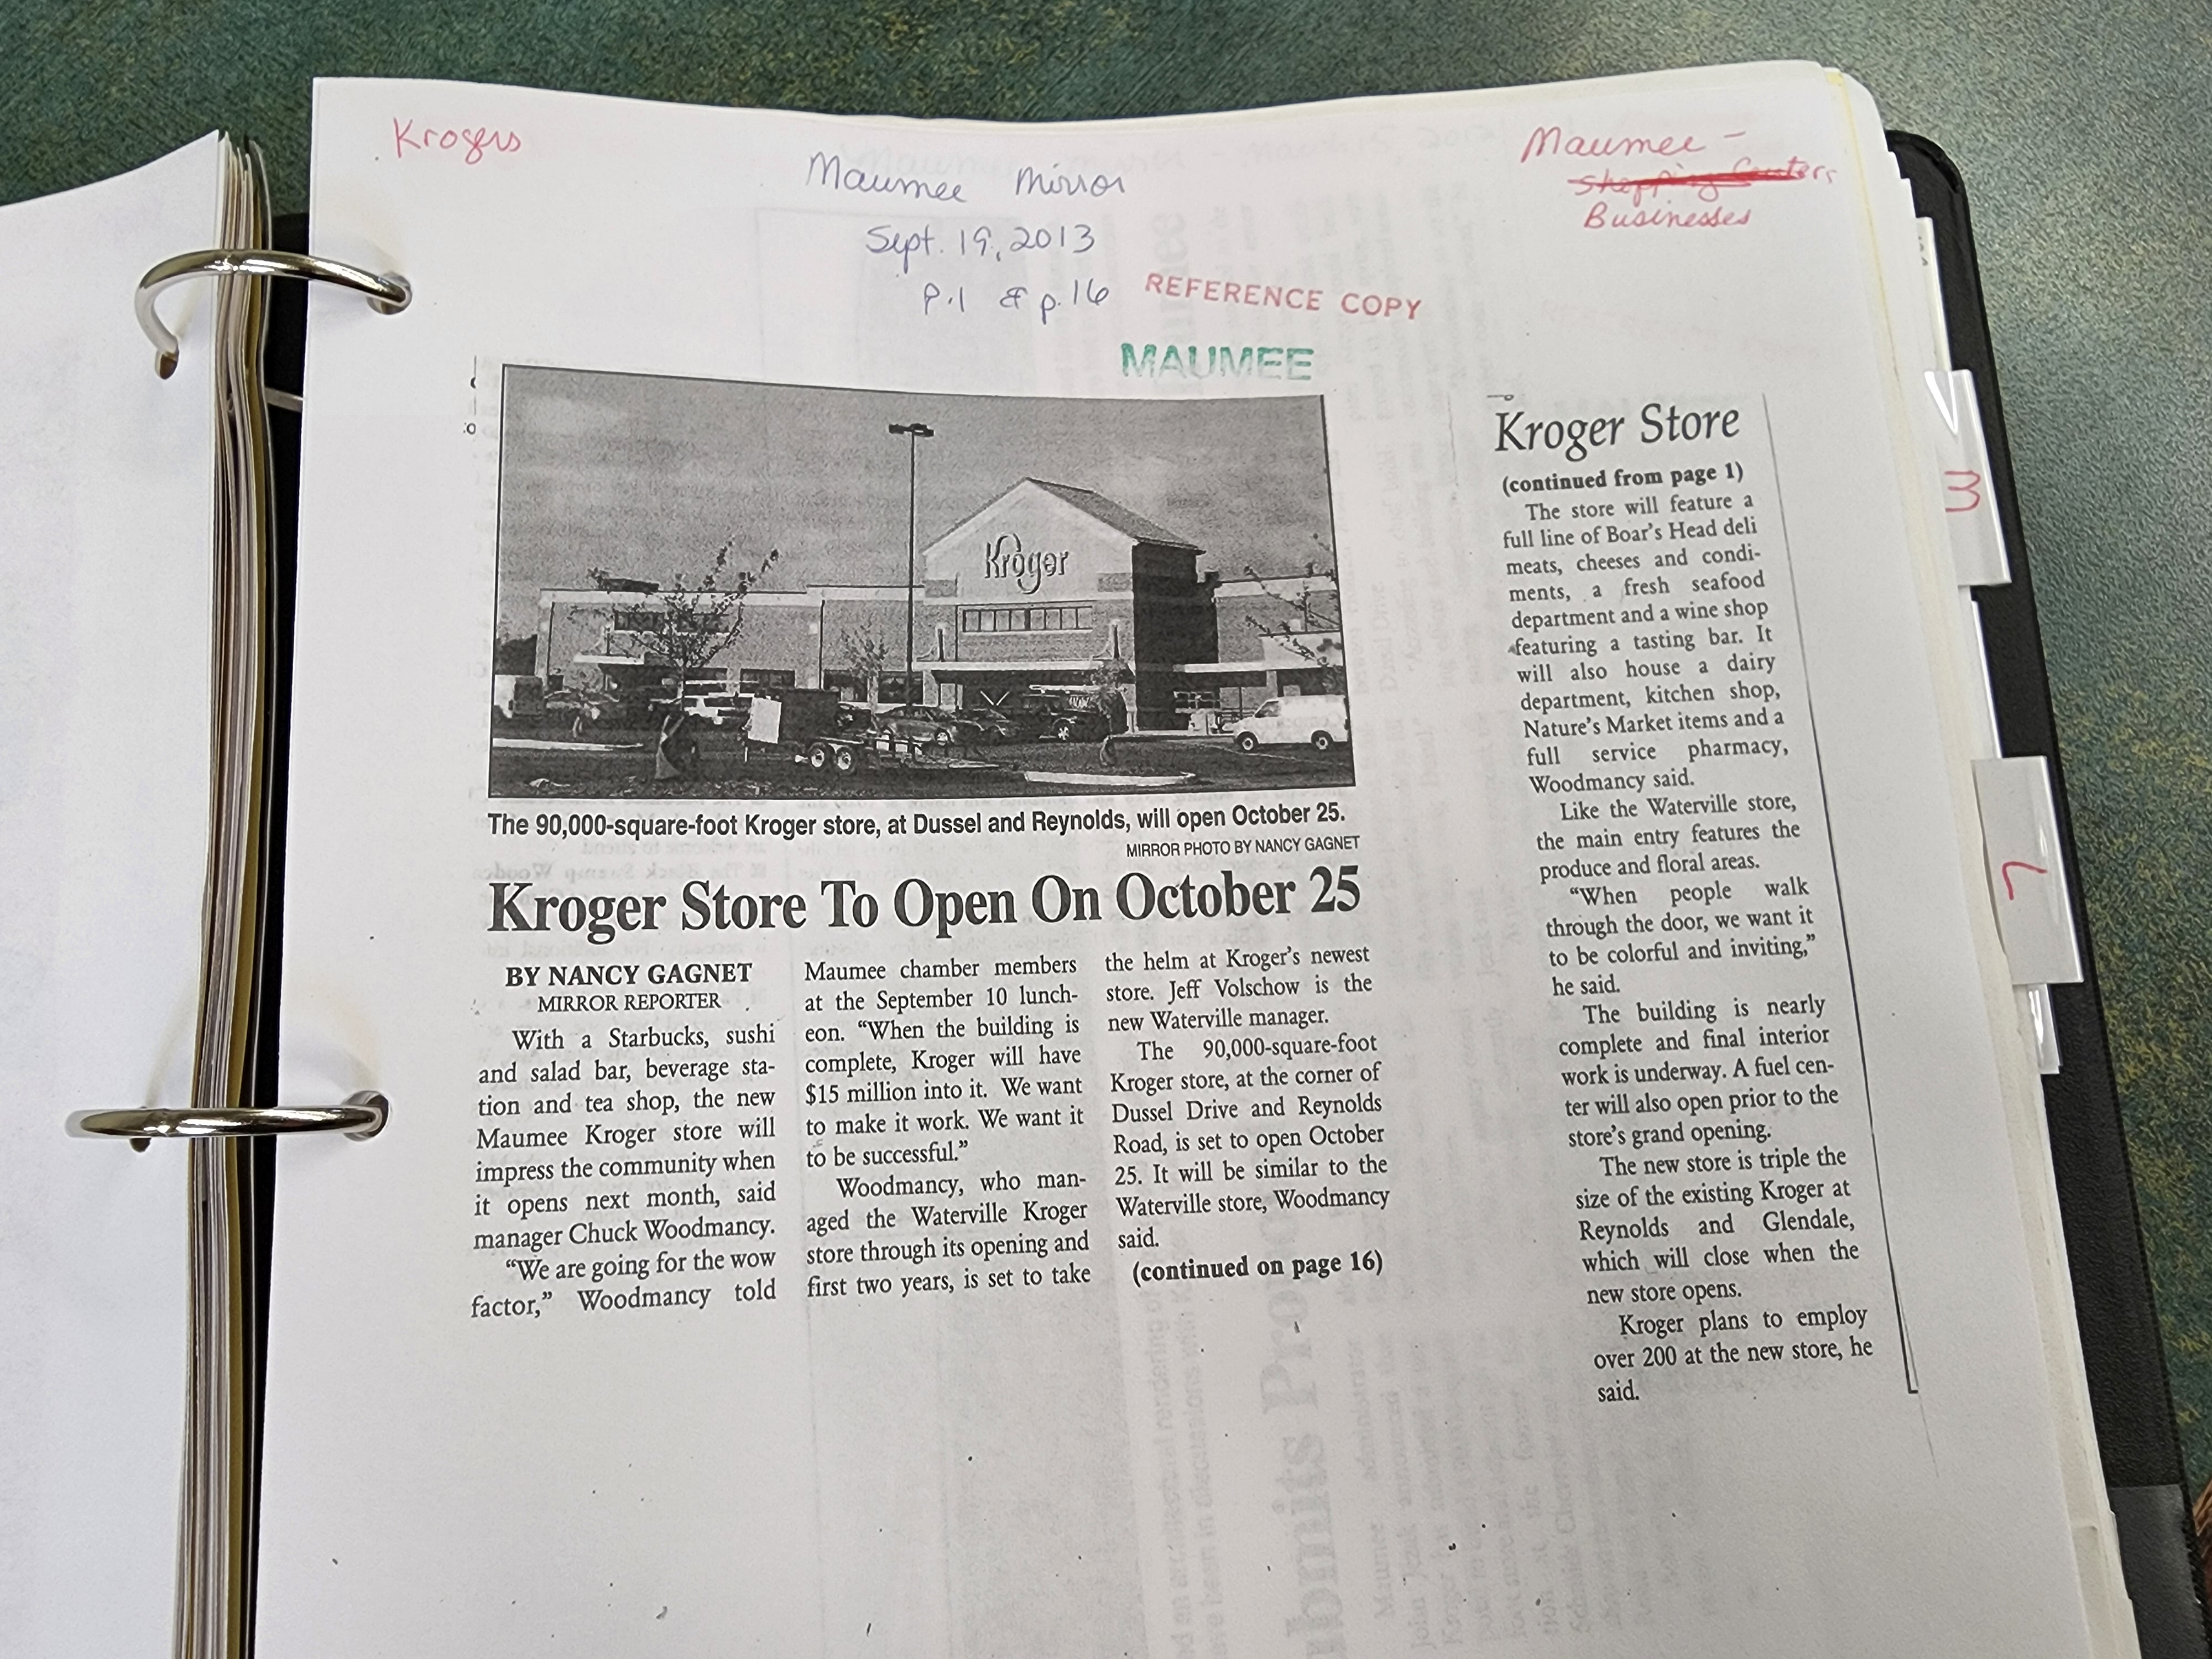 Krogers
Maumee Mirror
Sept. 19, 2013
p.1 & p.16
REFERENCE COPY
MAUMEE
Maumee -
Shopping Centers
Businesses
Kroger
The 90,000-square-foot Kroger store, at Dussel and Reynolds, will open October 25.
MIRROR PHOTO BY NANCY GAGNET
Kroger Store To Open On October 25
BY NANCY GAGNET
MIRROR REPORTER
With a Starbucks, sushi
and salad bar, beverage sta-
tion and tea shop, the new
Maumee Kroger store will
impress the community when
it opens next month, said
manager Chuck Woodmancy.
“We are going for the wow
factor,” Woodmancy told
Maumee chamber members
at the September 10 lunch-
eon. “When the building is
complete, Kroger will have
$15 million into it. We want
to make it work. We want it
to be successful.”
Woodmancy, who man-
aged the Waterville Kroger
store through its opening and
first two years, is set to take
the helm at Kroger’s newest
store. Jeff Volschow is the
new Waterville manager.
The 90,000-square-foot
Kroger store, at the corner of
Dussel Drive and Reynolds
Road, is set to open October
25. It will be similar to the
Waterville store, Woodmancy
said.
(continued on page 16)
Kroger Store
(continued from page 1)
The store will feature a
full line of Boar’s Head deli
meats, cheeses and condi-
ments, a fresh seafood
department and a wine shop
featuring a tasting bar. It
will also house a dairy
department, kitchen shop,
Nature’s Market items and a
full service pharmacy,
Woodmancy said.
Like the Waterville store,
the main entry features the
produce and floral areas.
“When people walk
through the door, we want it
to be colorful and inviting,”
he said.
The building is nearly
complete and final interior
work is underway. A fuel cen-
ter will also open prior to the
store’s grand opening.
The new store is triple the
size of the existing Kroger at
Reynolds and Glendale,
which will close when the
new store opens.
Kroger plans to employ
over 200 at the new store, he
said.